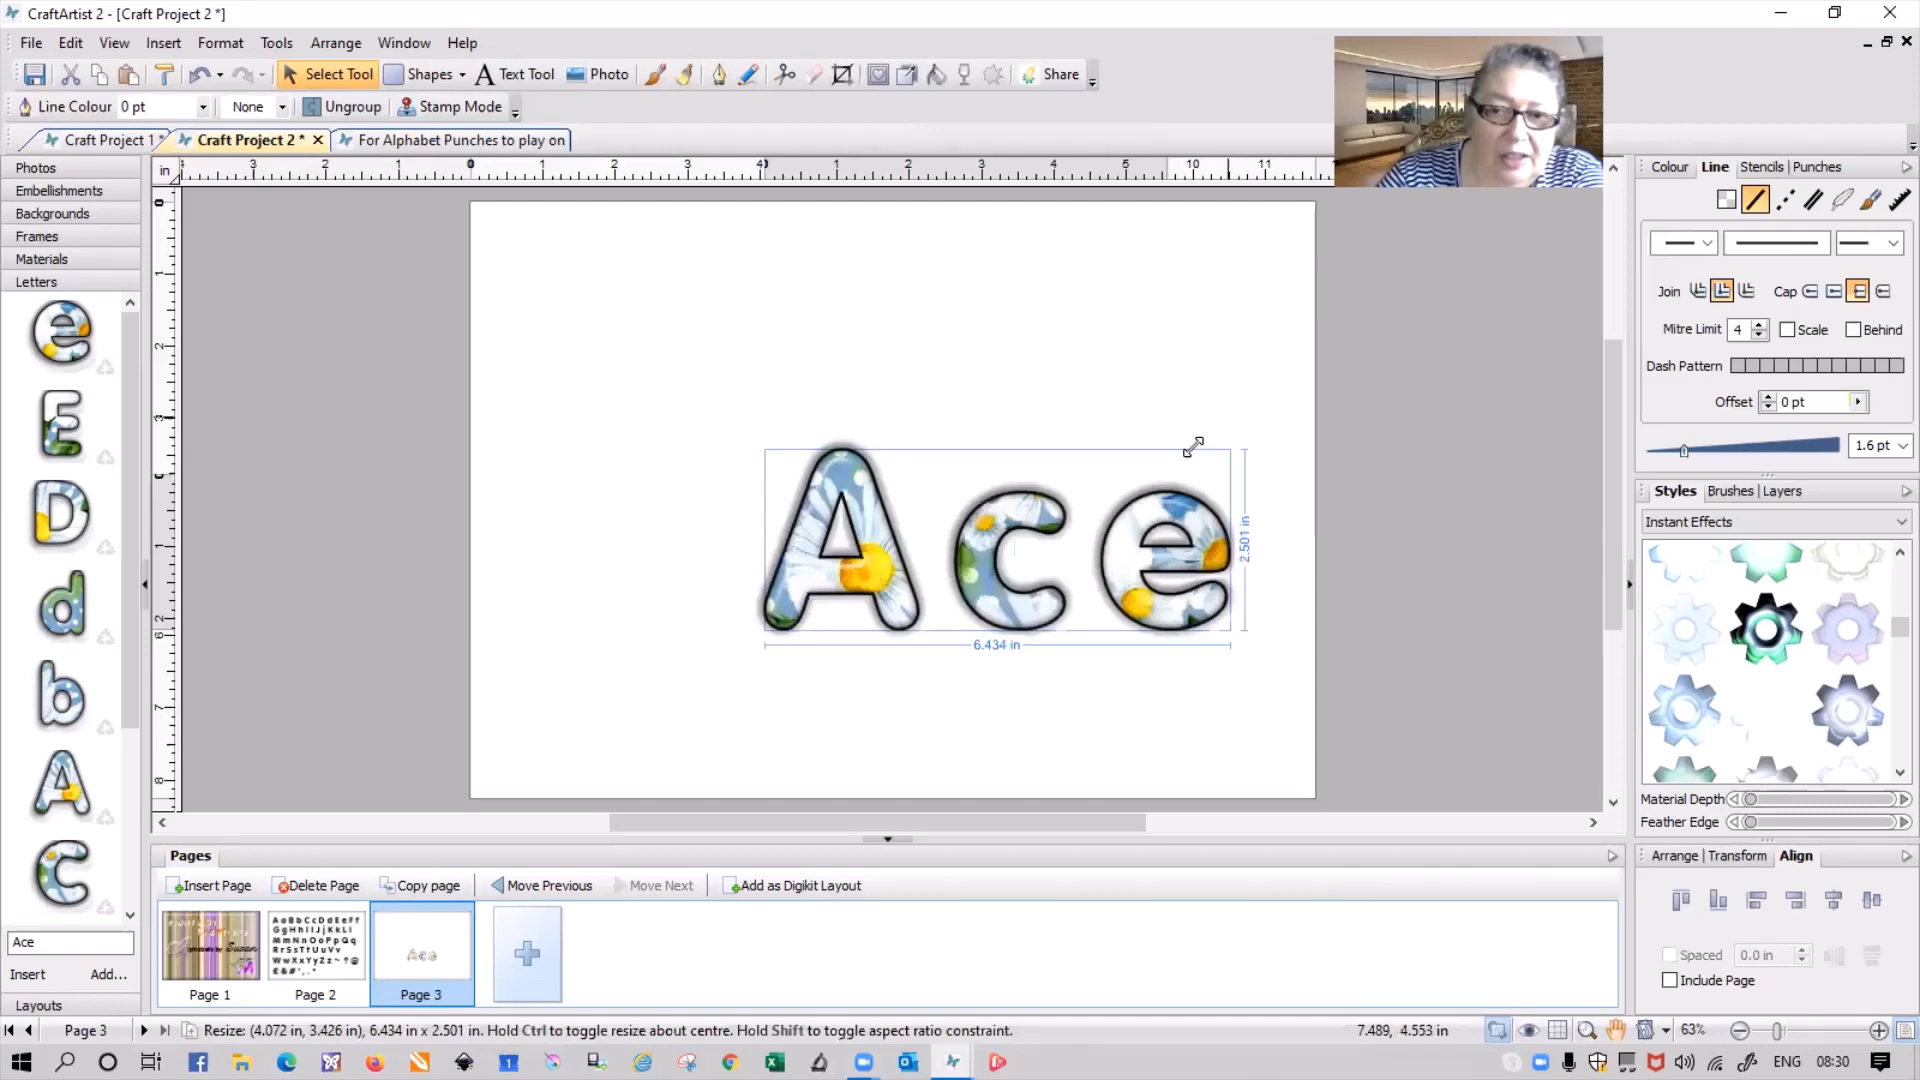 CraftArtist 2 - [Craft Project 2 *]
File Edit View Insert Format Tools Arrange Window Help
Select Tool Shapes Text Tool Photo Share
Line Colour 0 pt None Ungroup Stamp Mode
Craft Project 1 * Craft Project 2 * For Alphabet Punches to play on
Photos
Embellishments
Backgrounds
Frames
Materials
Letters
e
E
D
d
b
A
C
Ace
Insert Add...
Layouts
in
Ace
2.501 in
6.434 in
Colour Line Stencils Punches
Join Cap
Mitre Limit 4 Scale Behind
Dash Pattern
Offset 0 pt
1.6 pt
Styles Brushes Layers
Instant Effects
Material Depth
Feather Edge
Arrange Transform Align
Spaced 0.0 in
Include Page
Pages
Insert Page Delete Page Copy page Move Previous Move Next Add as Digikit Layout
AaBbCcDdEeFf
GgHhIiJjKkLl
MmNnOoPpQq
RrSsTtUuVv
WwXxYyZz~?@
£&#',.*
Ace
Page 1 Page 2 Page 3
Page 3 Resize: (4.072 in, 3.426 in), 6.434 in x 2.501 in. Hold Ctrl to toggle resize about centre. Hold Shift to toggle aspect ratio constraint. 7.489, 4.553 in 63%
ENG 08:30